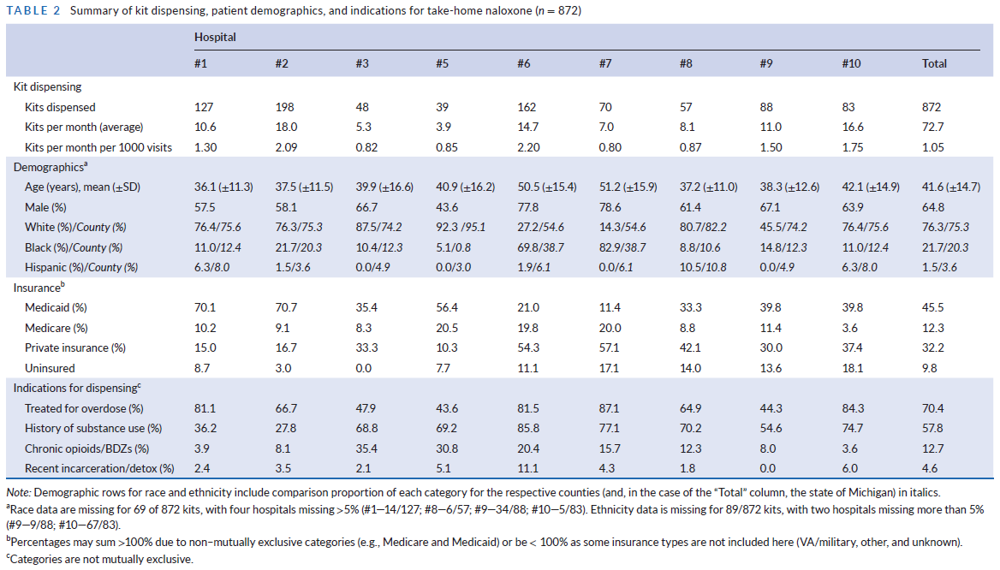 TABLE 2 Summary of kit dispensing, patient demographics, and indications for take-home naloxone (n = 872)
Hospital
#1 #2 #3 #5 #6 #7 #8 #9 #10 Total
Kit dispensing
Kits dispensed 127 198 48 39 162 70 57 88 83 872
Kits per month (average) 10.6 18.0 5.3 3.9 14.7 7.0 8.1 11.0 16.6 72.7
Kits per month per 1000 visits 1.30 2.09 0.82 0.85 2.20 0.80 0.87 1.50 1.75 1.05
Demographicsᵃ
Age (years), mean (±SD) 36.1 (±11.3) 37.5 (±11.5) 39.9 (±16.6) 40.9 (±16.2) 50.5 (±15.4) 51.2 (±15.9) 37.2 (±11.0) 38.3 (±12.6) 42.1 (±14.9) 41.6 (±14.7)
Male (%) 57.5 58.1 66.7 43.6 77.8 78.6 61.4 67.1 63.9 64.8
White (%)/County (%) 76.4/75.6 76.3/75.3 87.5/74.2 92.3 /95.1 27.2/54.6 14.3/54.6 80.7/82.2 45.5/74.2 76.4/75.6 76.3/75.3
Black (%)/County (%) 11.0/12.4 21.7/20.3 10.4/12.3 5.1/0.8 69.8/38.7 82.9/38.7 8.8/10.6 14.8/12.3 11.0/12.4 21.7/20.3
Hispanic (%)/County (%) 6.3/8.0 1.5/3.6 0.0/4.9 0.0/3.0 1.9/6.1 0.0/6.1 10.5/10.8 0.0/4.9 6.3/8.0 1.5/3.6
Insuranceᵇ
Medicaid (%) 70.1 70.7 35.4 56.4 21.0 11.4 33.3 39.8 39.8 45.5
Medicare (%) 10.2 9.1 8.3 20.5 19.8 20.0 8.8 11.4 3.6 12.3
Private insurance (%) 15.0 16.7 33.3 10.3 54.3 57.1 42.1 30.0 37.4 32.2
Uninsured 8.7 3.0 0.0 7.7 11.1 17.1 14.0 13.6 18.1 9.8
Indications for dispensingᶜ
Treated for overdose (%) 81.1 66.7 47.9 43.6 81.5 87.1 64.9 44.3 84.3 70.4
History of substance use (%) 36.2 27.8 68.8 69.2 85.8 77.1 70.2 54.6 74.7 57.8
Chronic opioids/BDZs (%) 3.9 8.1 35.4 30.8 20.4 15.7 12.3 8.0 3.6 12.7
Recent incarceration/detox (%) 2.4 3.5 2.1 5.1 11.1 4.3 1.8 0.0 6.0 4.6
Note: Demographic rows for race and ethnicity include comparison proportion of each category for the respective counties (and, in the case of the “Total” column, the state of Michigan) in italics.
ᵃRace data are missing for 69 of 872 kits, with four hospitals missing >5% (#1—14/127; #8—6/57; #9—34/88; #10—5/83). Ethnicity data is missing for 89/872 kits, with two hospitals missing more than 5%
(#9—9/88; #10—67/83).
ᵇPercentages may sum >100% due to non–mutually exclusive categories (e.g., Medicare and Medicaid) or be < 100% as some insurance types are not included here (VA/military, other, and unknown).
ᶜCategories are not mutually exclusive.